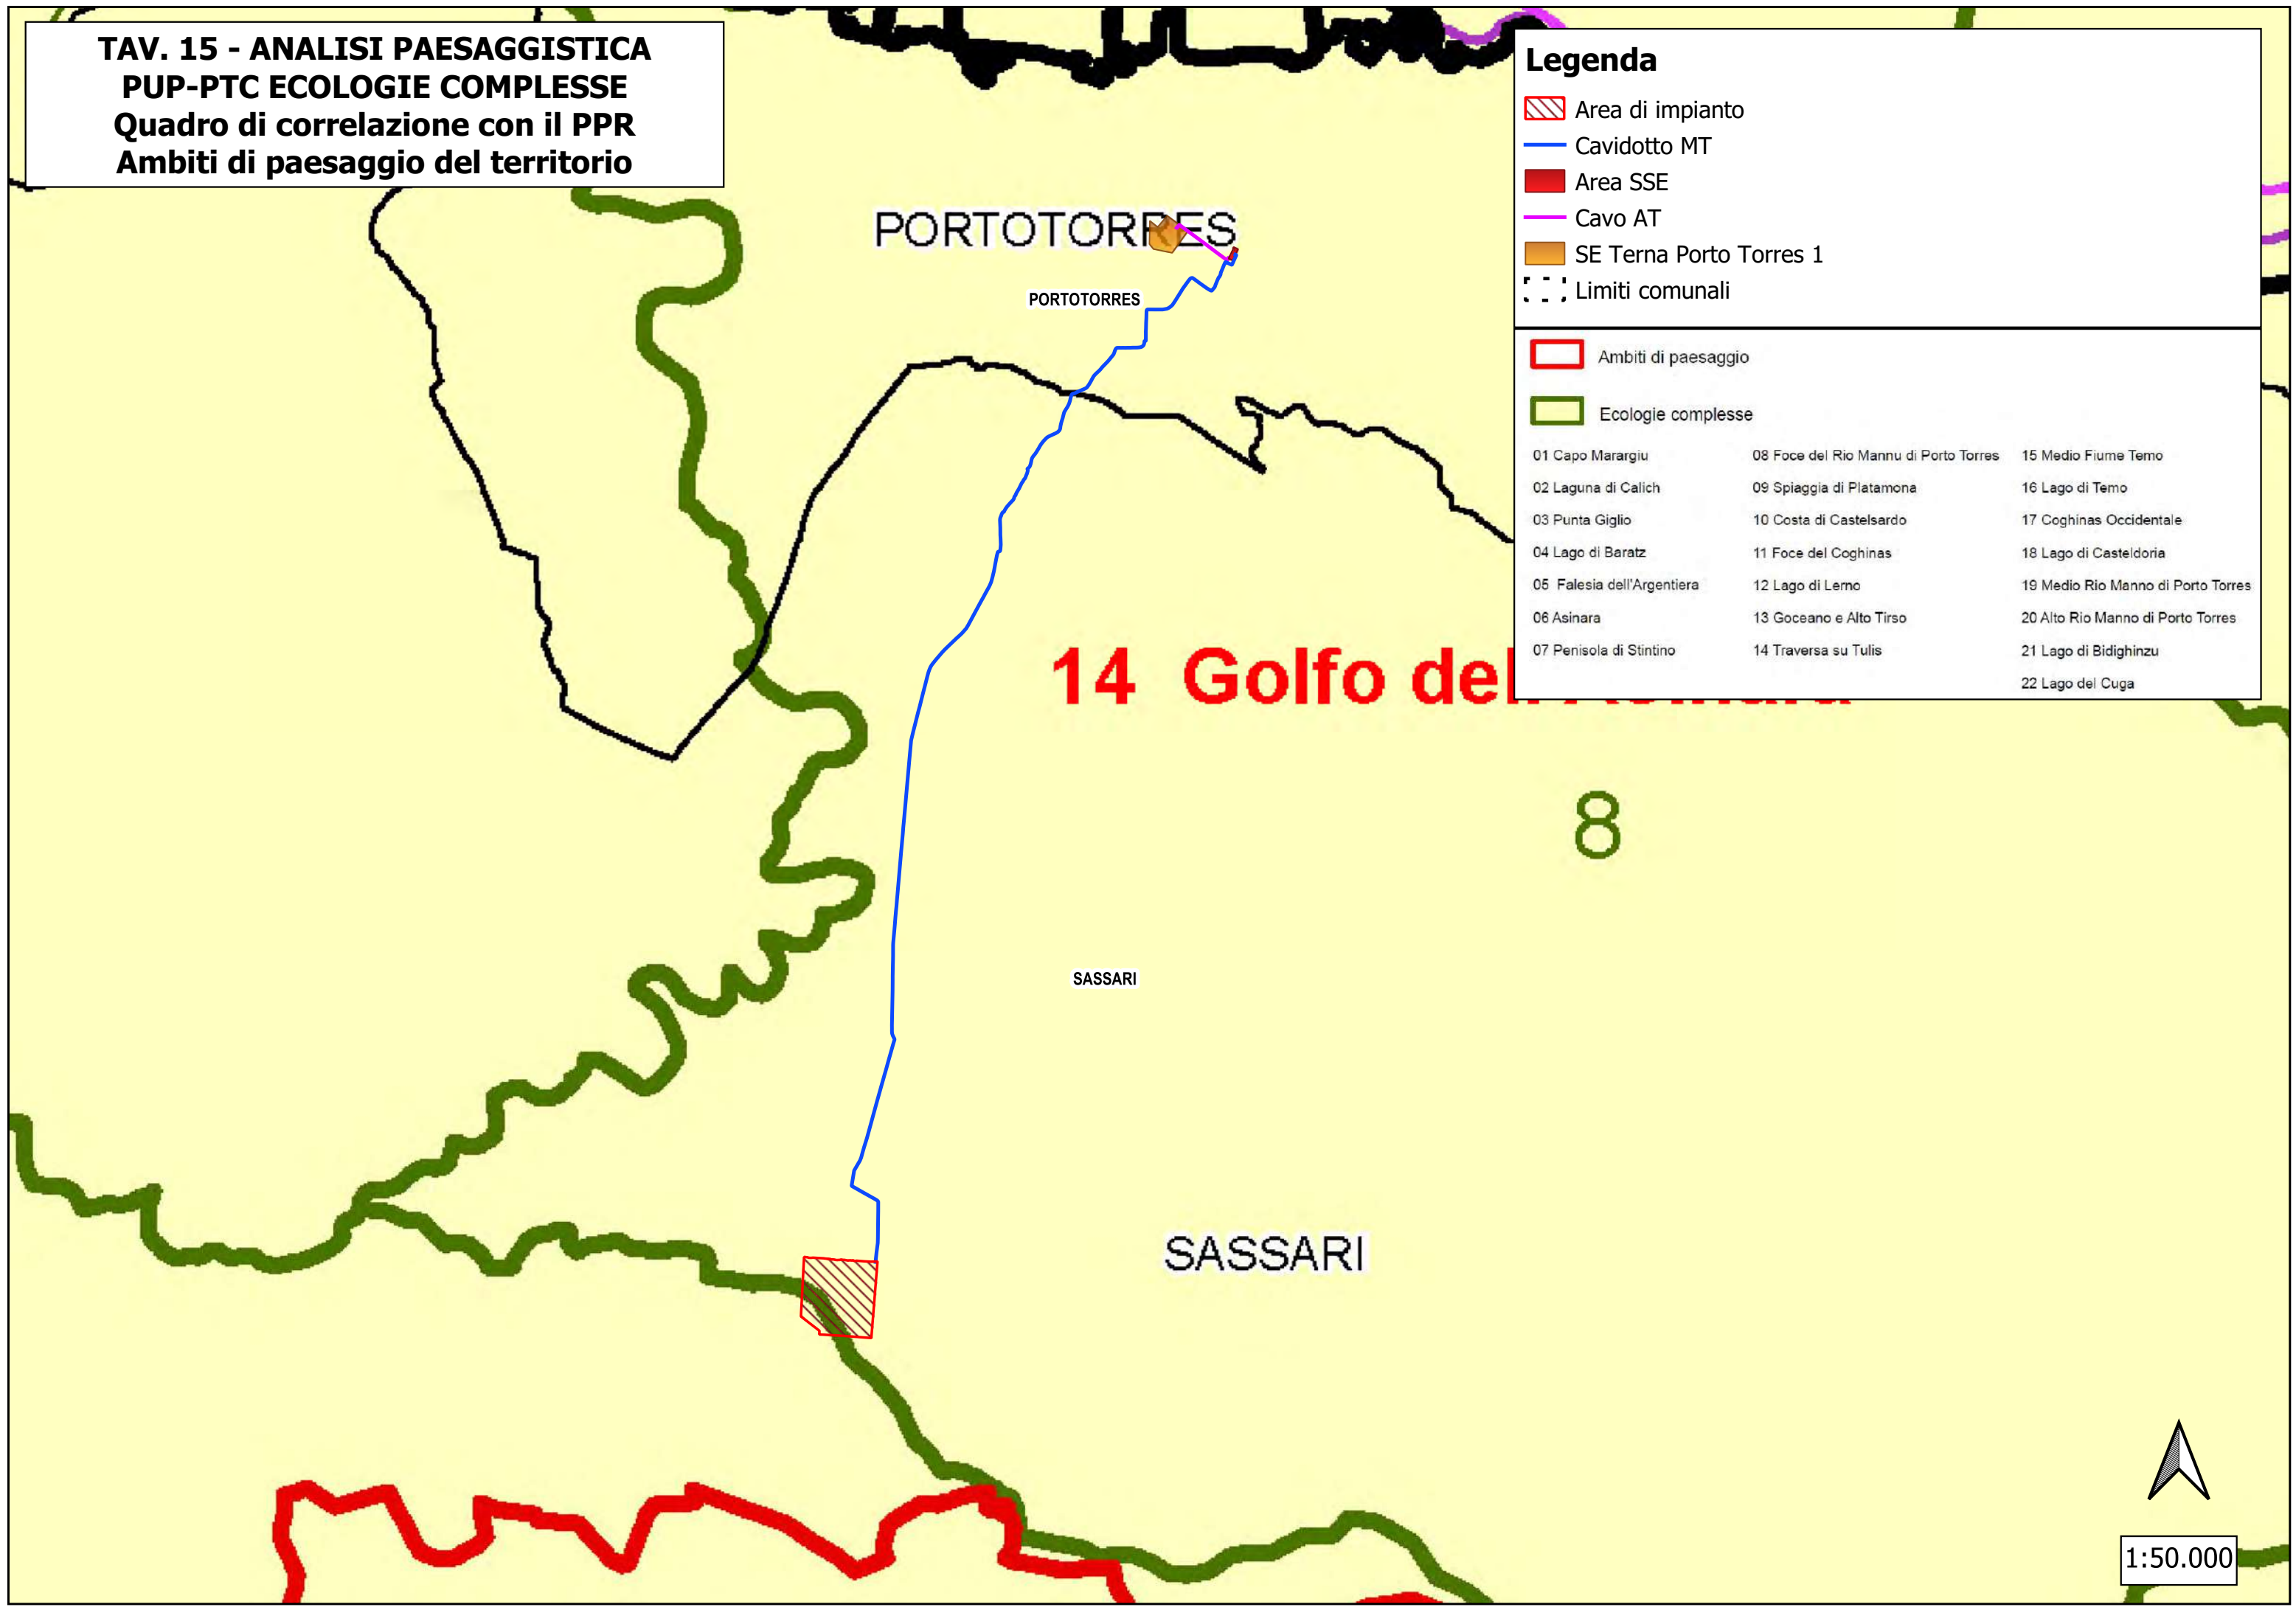 TAV. 15 - ANALISI PAESAGGISTICA
PUP-PTC ECOLOGIE COMPLESSE
Quadro di correlazione con il PPR
Ambiti di paesaggio del territorio
Legenda
Area di impianto
Cavidotto MT
Area SSE
Cavo AT
SE Terna Porto Torres 1
Limiti comunali
Ambiti di paesaggio
Ecologie complesse
01 Capo Marargiu
02 Laguna di Calich
03 Punta Giglio
04 Lago di Baratz
05 Falesia dell'Argentiera
06 Asinara
07 Penisola di Stintino
08 Foce del Rio Mannu di Porto Torres
09 Spiaggia di Platamona
10 Costa di Castelsardo
11 Foce del Coghinas
12 Lago di Lerno
13 Goceano e Alto Tirso
14 Traversa su Tulis
15 Medio Fiume Temo
16 Lago di Temo
17 Coghinas Occidentale
18 Lago di Casteldoria
19 Medio Rio Manno di Porto Torres
20 Alto Rio Manno di Porto Torres
21 Lago di Bidighinzu
22 Lago del Cuga
PORTOTORRES
PORTOTORRES
14 Golfo
8
SASSARI
SASSARI
1:50.000